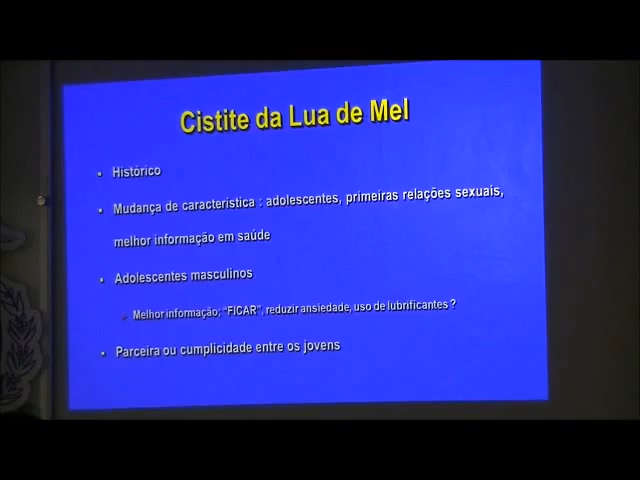 Cistite da Lua de Mel
• Histórico
• Mudança de característica : adolescentes, primeiras relações sexuais,
melhor informação em saúde
• Adolescentes masculinos
– Melhor informação; “FICAR”, reduzir ansiedade, uso de lubrificantes ?
• Parceira ou cumplicidade entre os jovens